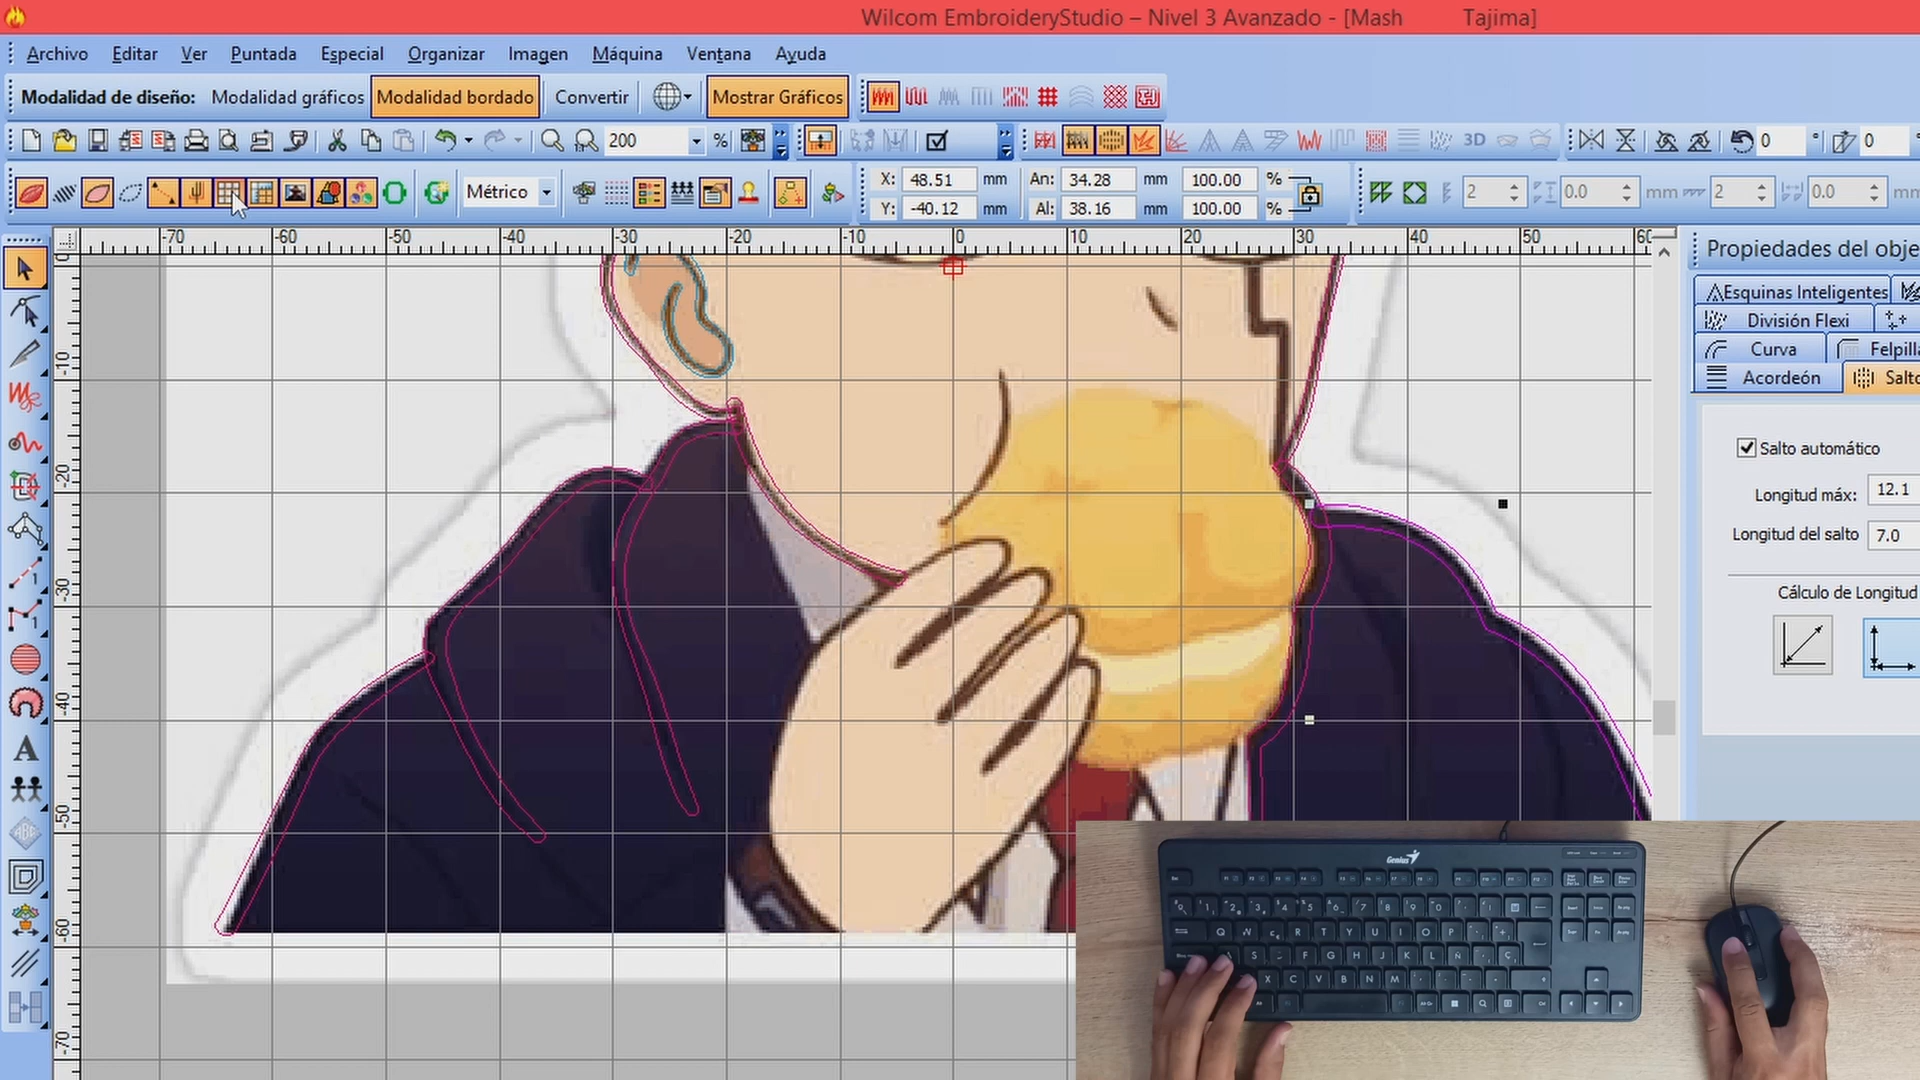 Wilcom EmbroideryStudio – Nivel 3 Avanzado - [Mash Tajima]
Archivo Editar Ver Puntada Especial Organizar Imagen Máquina Ventana Ayuda
Modalidad de diseño: Modalidad gráficos Modalidad bordado Convertir Mostrar Gráficos
200 % 3D 0 ° 0
Métrico
X: 48.51 mm An: 34.28 mm 100.00 % 2 0.0 mm 2 0.0 mm
Y: -40.12 mm Al: 38.16 mm 100.00 %
-70 -60 -50 -40 -30 -20 -10 0 10 20 30 40 50 60
0
-10
-20
-30
-40
-50
-60
-70
Propiedades del obje
Esquinas Inteligentes
División Flexi
Curva Felpilla
Acordeón Salto
Salto automático
Longitud máx: 12.1
Longitud del salto 7.0
Cálculo de Longitud
Genius
Q W E R T Y U I O P
S D F G H J K L Ñ
X C V B N M